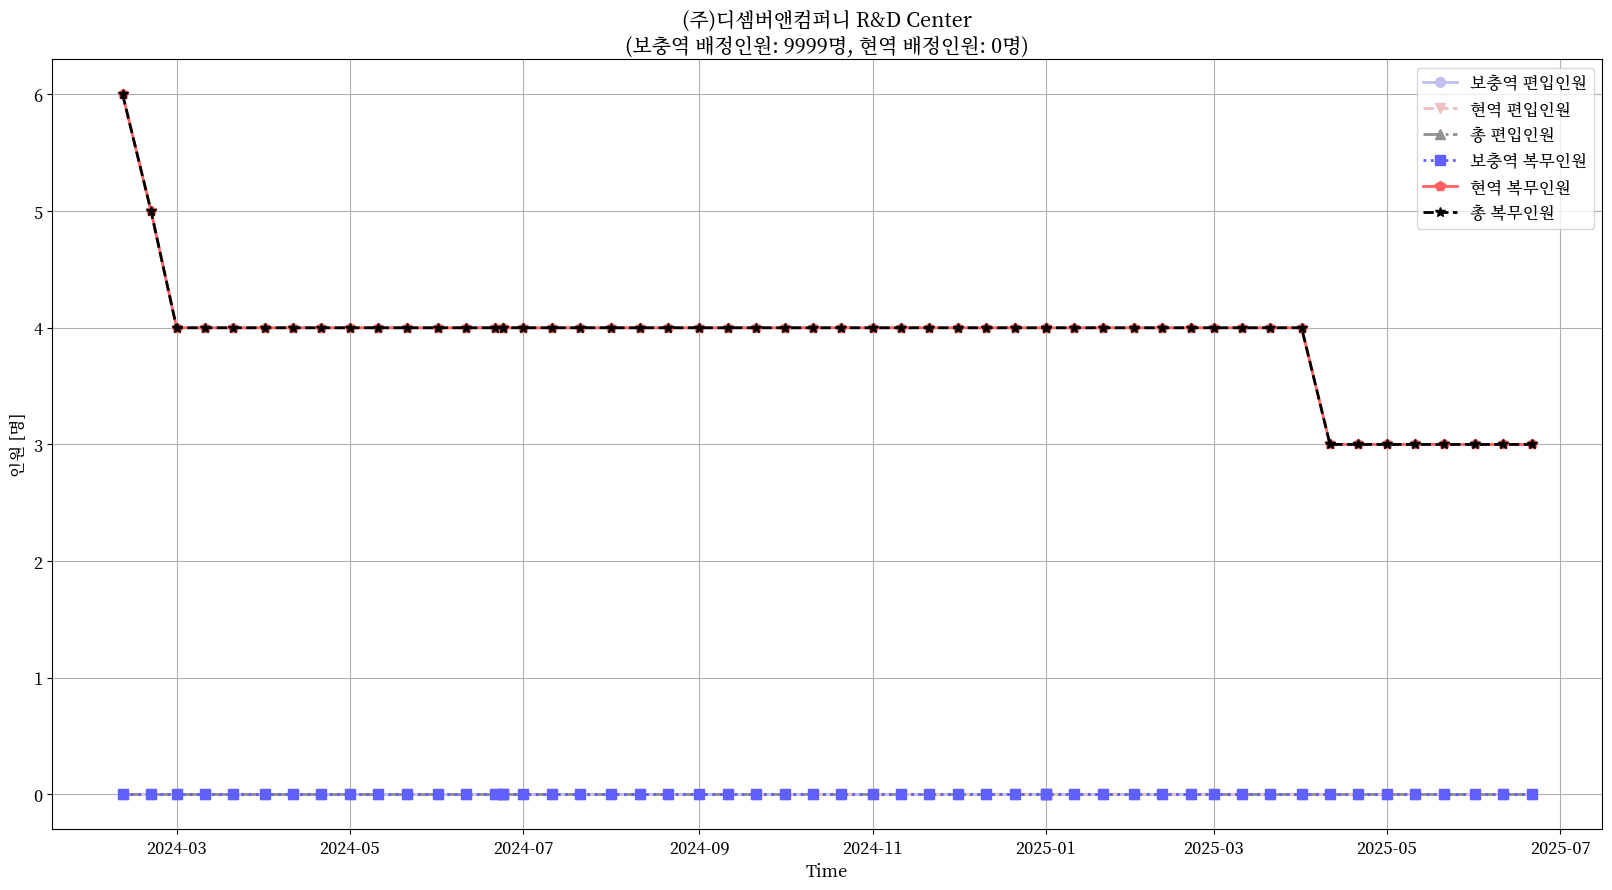 (주)디셈버앤컴퍼니 R&D Center
(보충역 배정인원: 9999명, 현역 배정인원: 0명)
보충역 편입인원
현역 편입인원
총 편입인원
보충역 복무인원
현역 복무인원
총 복무인원
인원 [명]
6
5
4
3
2
1
0
2024-03
2024-05
2024-07
2024-09
2024-11
2025-01
2025-03
2025-05
2025-07
Time